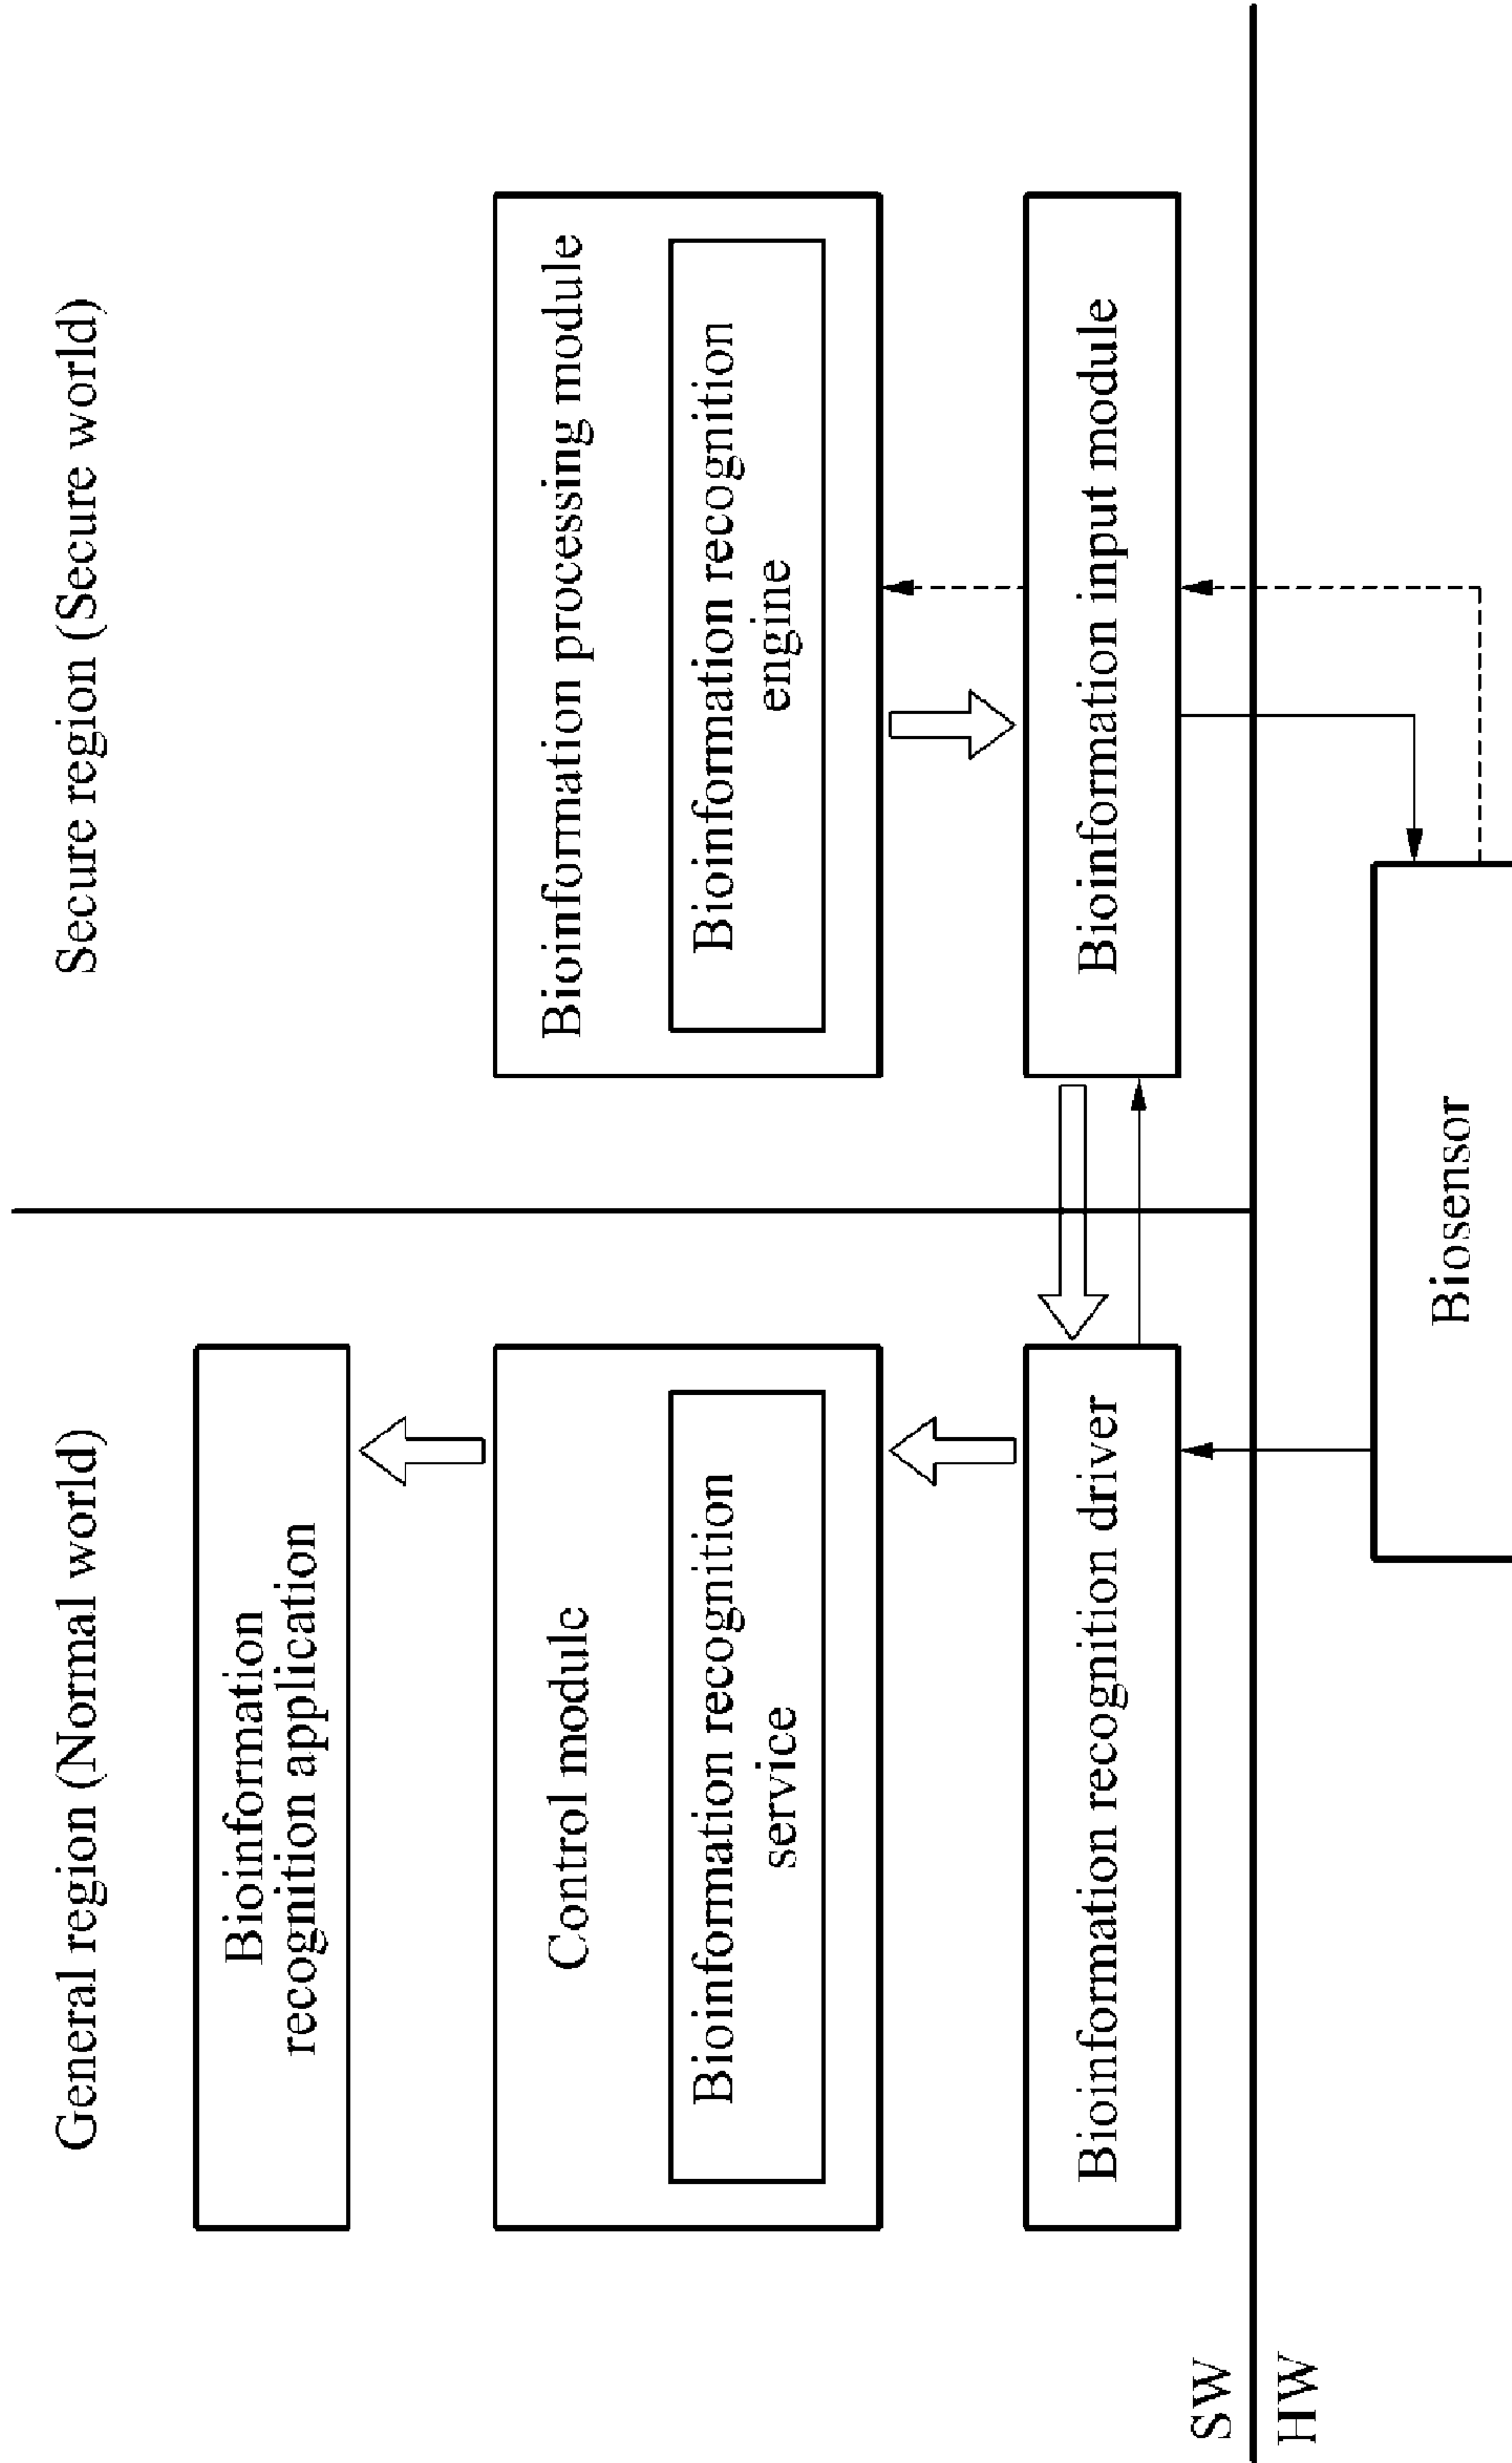 General region (Normal world)
Secure region (Secure world)
Bioinformation
recognition application
Control module
Bioinformation recognition
service
Bioinformation processing module
Bioinformation recognition
engine
Bioinformation recognition driver
Bioinformation input module
SW
HW
Biosensor